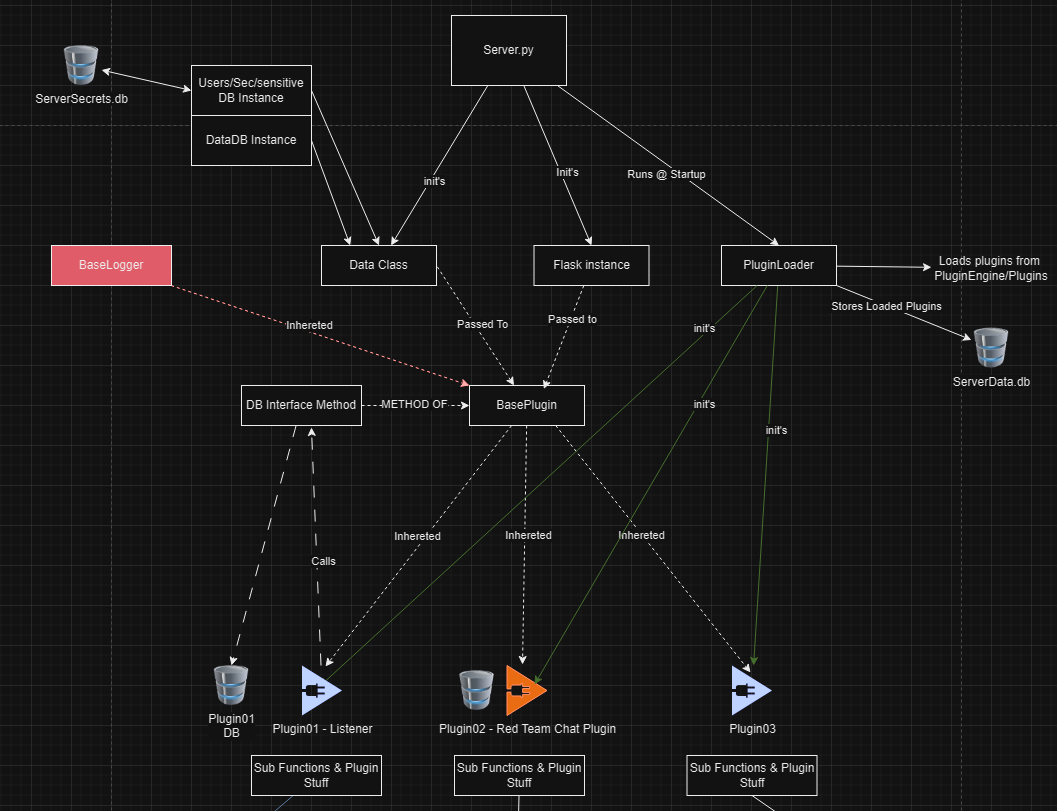 Server.py
ServerSecrets.db
Users/Sec/sensitive
DB Instance
DataDB Instance
init's
Init's
Runs @ Startup
BaseLogger
Data Class
Flask instance
PluginLoader
Loads plugins from
PluginEngine/Plugins
Stores Loaded Plugins
ServerData.db
Inhereted
Passed To
Passed to
init's
DB Interface Method
METHOD OF
BasePlugin
init's
init's
Inhereted
Inhereted
Inhereted
Calls
Plugin01
DB
Plugin01 - Listener
Plugin02 - Red Team Chat Plugin
Plugin03
Sub Functions & Plugin
Stuff
Sub Functions & Plugin
Stuff
Sub Functions & Plugin
Stuff